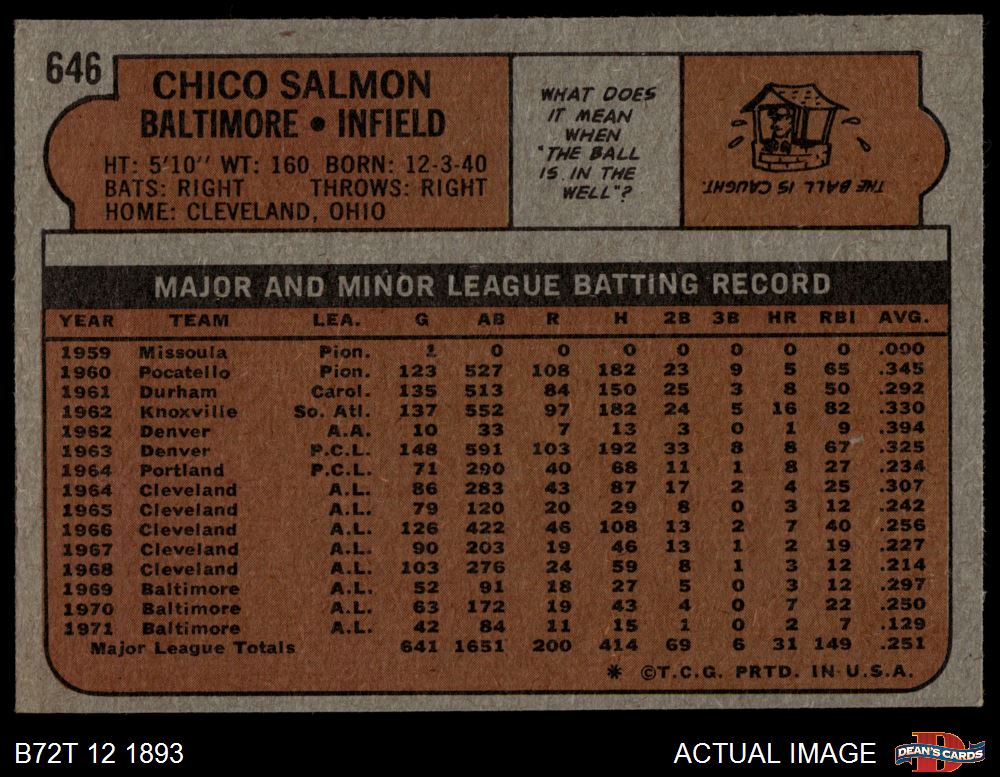 646
CHICO SALMON
BALTIMORE • INFIELD
HT: 5'10" WT: 160 BORN: 12-3-40
BATS: RIGHT THROWS: RIGHT
HOME: CLEVELAND, OHIO
WHAT DOES
IT MEAN
WHEN
"THE BALL
IS IN THE
WELL"?
THE BALL IS CAUGHT.
MAJOR AND MINOR LEAGUE BATTING RECORD
YEAR TEAM LEA. G AB R H 2B 3B HR RBI AVG.
1959 Missoula Pion. 1 0 0 0 0 0 0 0 .000
1960 Pocatello Pion. 123 527 108 182 23 9 5 65 .345
1961 Durham Carol. 135 513 84 150 25 3 8 50 .292
1962 Knoxville So. Atl. 137 552 97 182 24 5 16 82 .330
1962 Denver A.A. 10 33 7 13 3 0 1 9 .394
1963 Denver P.C.L. 148 591 103 192 33 8 8 67 .325
1964 Portland P.C.L. 71 290 40 68 11 1 8 27 .234
1964 Cleveland A.L. 86 283 43 87 17 2 4 25 .307
1965 Cleveland A.L. 79 120 20 29 8 0 3 12 .242
1966 Cleveland A.L. 126 422 46 108 13 2 7 40 .256
1967 Cleveland A.L. 90 203 19 46 13 1 2 19 .227
1968 Cleveland A.L. 103 276 24 59 8 1 3 12 .214
1969 Baltimore A.L. 52 91 18 27 5 0 3 12 .297
1970 Baltimore A.L. 63 172 19 43 4 0 7 22 .250
1971 Baltimore A.L. 42 84 11 15 1 0 2 7 .129
Major League Totals 641 1651 200 414 69 6 31 149 .251
* ©T.C.G. PRTD. IN U.S.A.
B72T 12 1893
ACTUAL IMAGE
DEAN'S CARDS